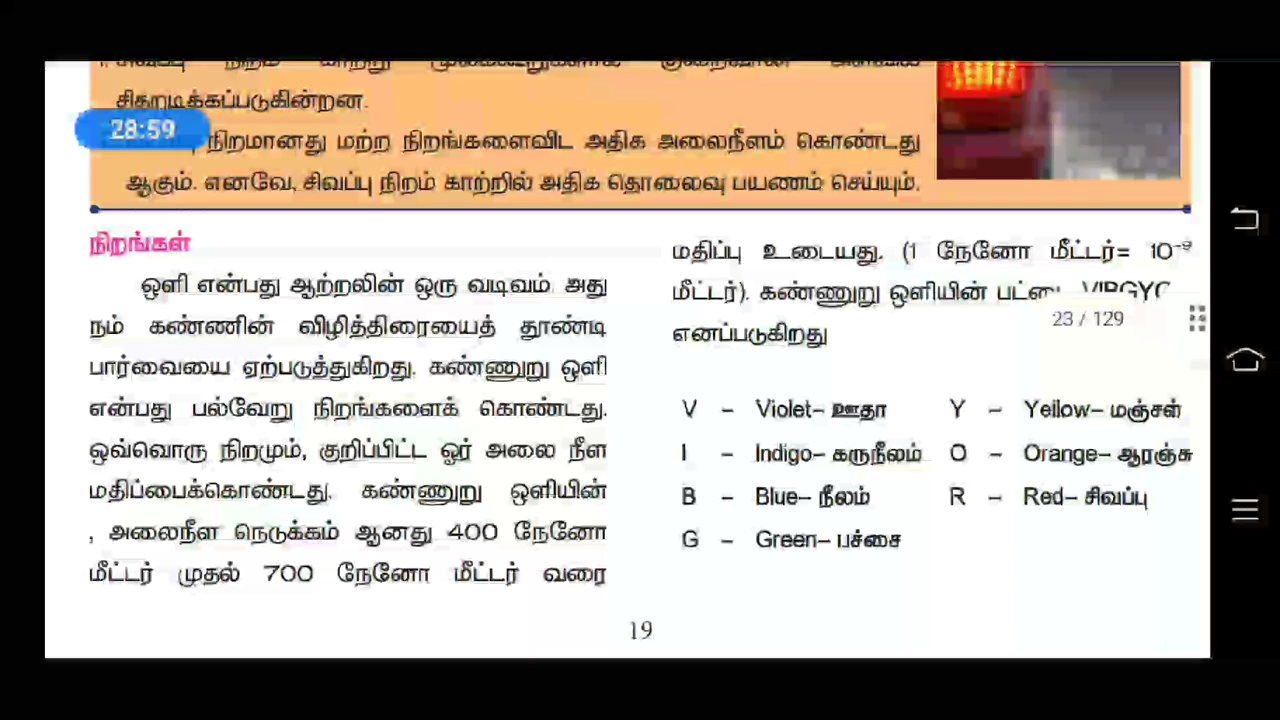 சிவப்பு நிறம்
சிதறடிக்கப்படுகின்றன.
28:59
நிறமானது மற்ற நிறங்களைவிட அதிக அலைநீளம் கொண்டது
ஆகும். எனவே, சிவப்பு நிறம் காற்றில் அதிக தொலைவு பயணம் செய்யும்.
நிறங்கள்
ஒளி என்பது ஆற்றலின் ஒரு வடிவம். அது
நம் கண்ணின் விழித்திரையைத் தூண்டி
பார்வையை ஏற்படுத்துகிறது. கண்ணுறு ஒளி
என்பது பல்வேறு நிறங்களைக் கொண்டது.
ஒவ்வொரு நிறமும், குறிப்பிட்ட ஓர் அலை நீள
மதிப்பைக்கொண்டது. கண்ணுறு ஒளியின்
, அலைநீள நெடுக்கம் ஆனது 400 நேனோ
மீட்டர் முதல் 700 நேனோ மீட்டர் வரை
மதிப்பு உடையது. (1 நேனோ மீட்டர்= 10⁻⁹
மீட்டர்). கண்ணுறு ஒளியின் பட்டை VIBGYO
23 / 129
எனப்படுகிறது
V – Violet– ஊதா Y – Yellow– மஞ்சள்
I – Indigo– கருநீலம் O – Orange– ஆரஞ்சு
B – Blue– நீலம் R – Red– சிவப்பு
G – Green– பச்சை
19